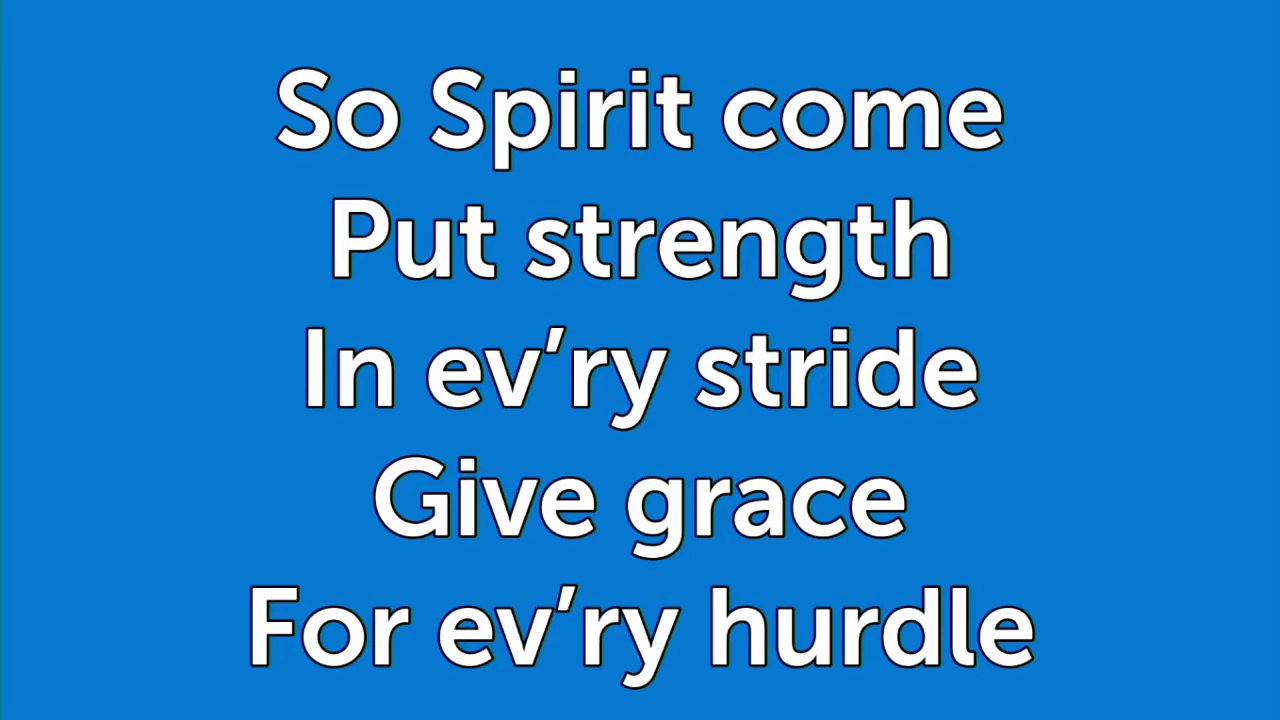 So Spirit come
Put strength
In ev’ry stride
Give grace
For ev’ry hurdle